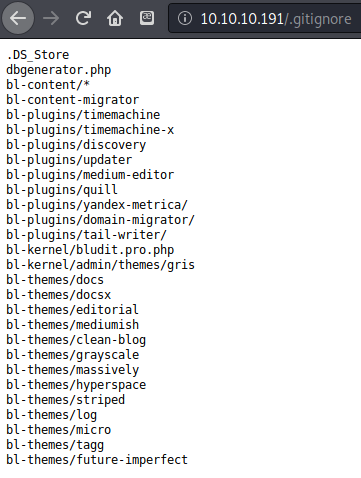 10.10.10.191/.gitignore
.DS_Store
dbgenerator.php
bl-content/*
bl-content-migrator
bl-plugins/timemachine
bl-plugins/timemachine-x
bl-plugins/discovery
bl-plugins/updater
bl-plugins/medium-editor
bl-plugins/quill
bl-plugins/yandex-metrica/
bl-plugins/domain-migrator/
bl-plugins/tail-writer/
bl-kernel/bludit.pro.php
bl-kernel/admin/themes/gris
bl-themes/docs
bl-themes/docsx
bl-themes/editorial
bl-themes/mediumish
bl-themes/clean-blog
bl-themes/grayscale
bl-themes/massively
bl-themes/hyperspace
bl-themes/striped
bl-themes/log
bl-themes/micro
bl-themes/tagg
bl-themes/future-imperfect